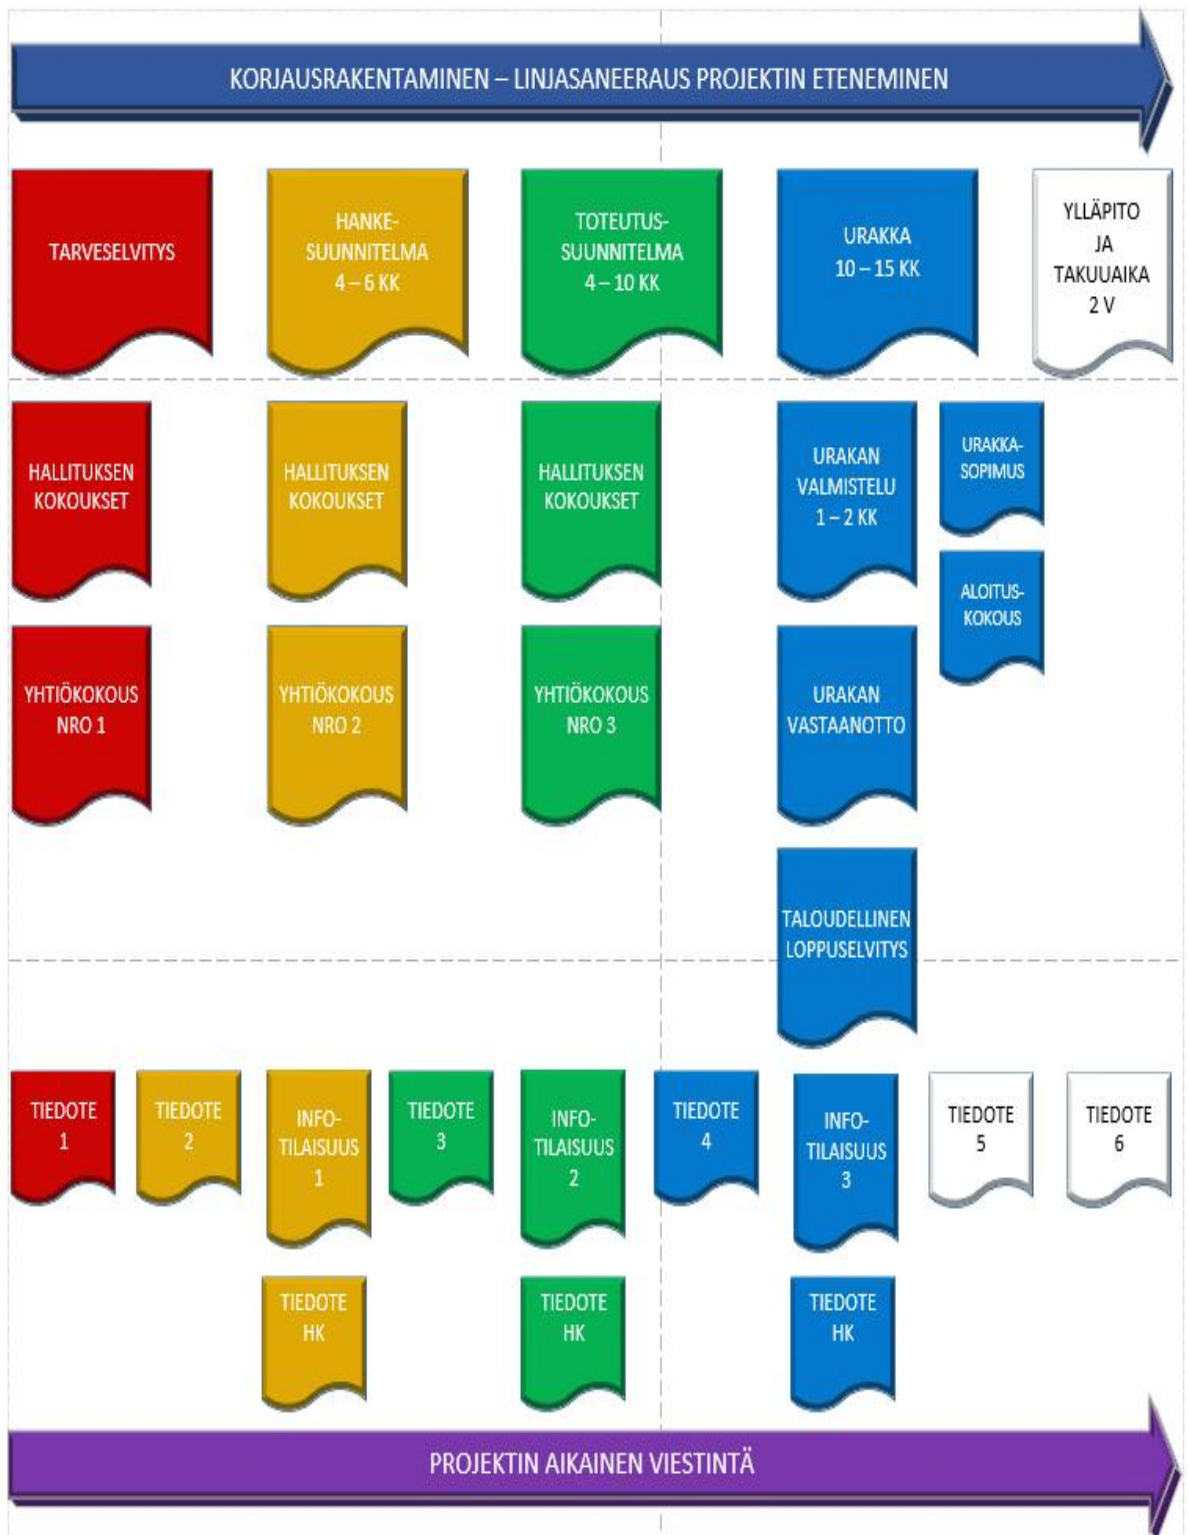 KORJAUSRAKENTAMINEN – LINJASANEERAUS PROJEKTIN ETENEMINEN
TARVESELVITYS
HANKE-
SUUNNITELMA
4 – 6 KK
TOTEUTUS-
SUUNNITELMA
4 – 10 KK
URAKKA
10 – 15 KK
YLLÄPITO
JA
TAKUUAIKA
2 V
HALLITUKSEN
KOKOUKSET
HALLITUKSEN
KOKOUKSET
HALLITUKSEN
KOKOUKSET
URAKAN
VALMISTELU
1 – 2 KK
URAKKA-
SOPIMUS
ALOITUS-
KOKOUS
YHTIÖKOKOUS
NRO 1
YHTIÖKOKOUS
NRO 2
YHTIÖKOKOUS
NRO 3
URAKAN
VASTAANOTTO
TALOUDELLINEN
LOPPUSELVITYS
TIEDOTE
1
TIEDOTE
2
INFO-
TILAISUUS
1
TIEDOTE
3
INFO-
TILAISUUS
2
TIEDOTE
4
INFO-
TILAISUUS
3
TIEDOTE
5
TIEDOTE
6
TIEDOTE
HK
TIEDOTE
HK
TIEDOTE
HK
PROJEKTIN AIKAINEN VIESTINTÄ